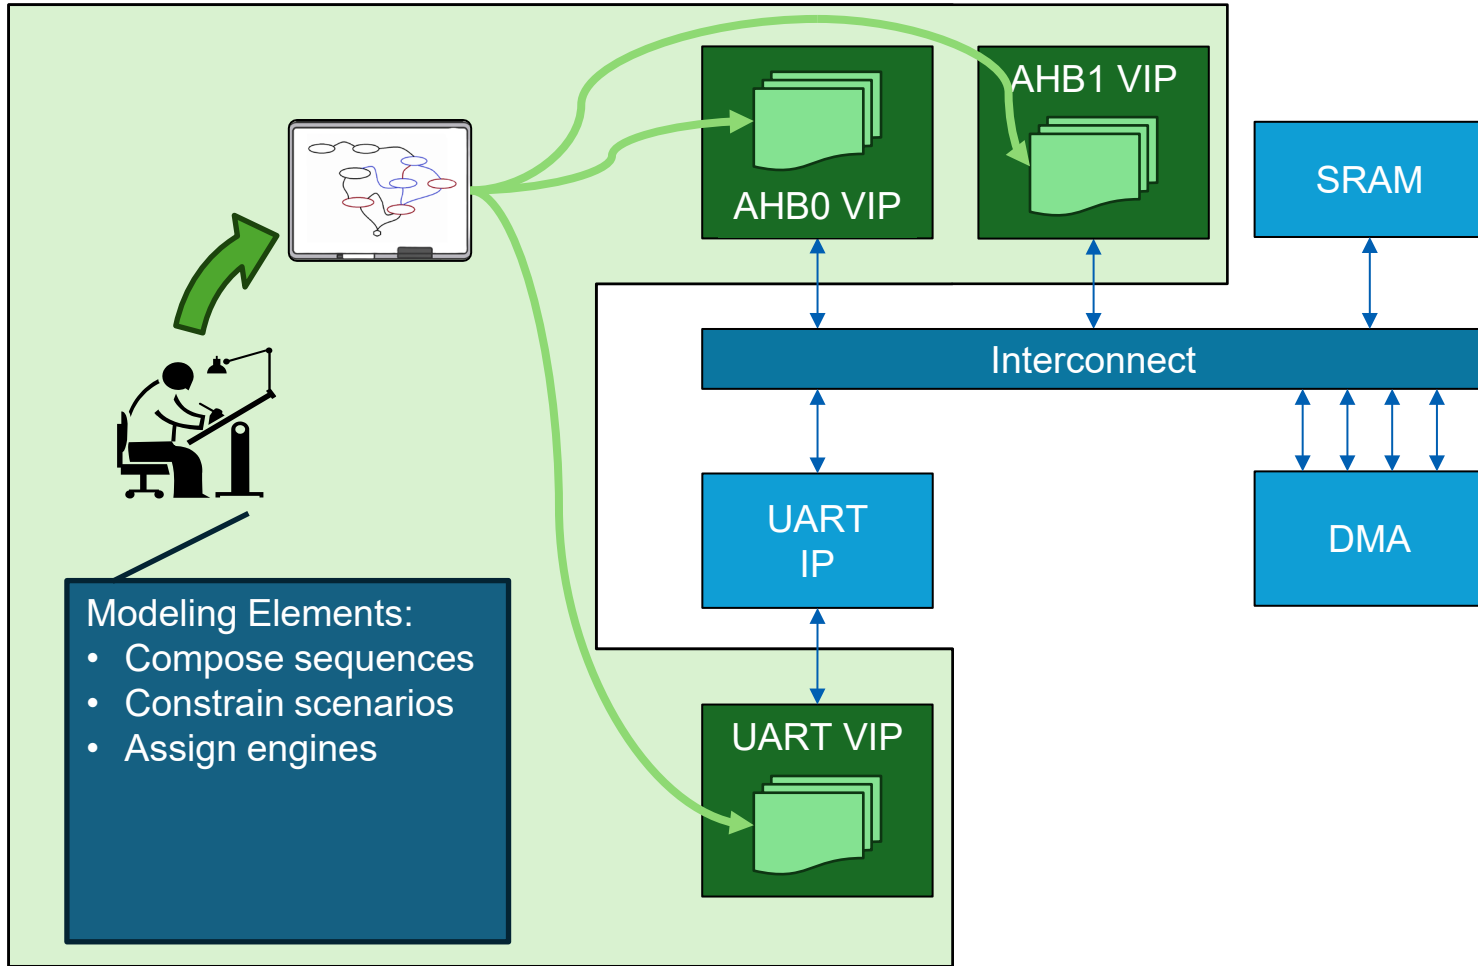 AHB0 VIP
AHB1 VIP
SRAM
Interconnect
UART
IP
DMA
UART VIP
Modeling Elements:
• Compose sequences
• Constrain scenarios
• Assign engines